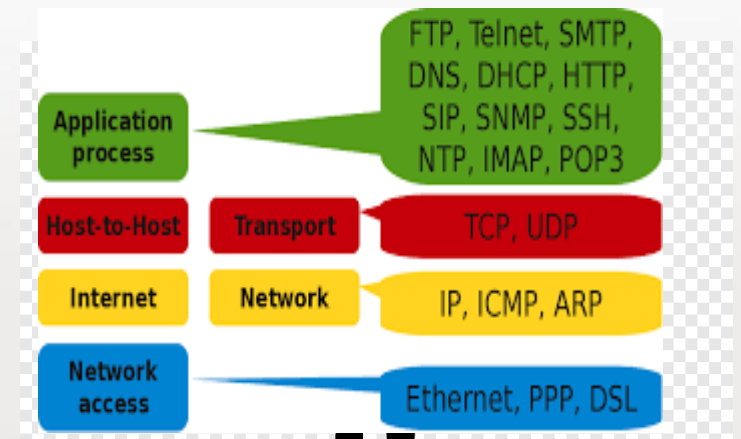 FTP, Telnet, SMTP,
DNS, DHCP, HTTP,
SIP, SNMP, SSH,
NTP, IMAP, POP3
Application
process
Host-to-Host
Transport
TCP, UDP
Internet
Network
IP, ICMP, ARP
Network
access
Ethernet, PPP, DSL